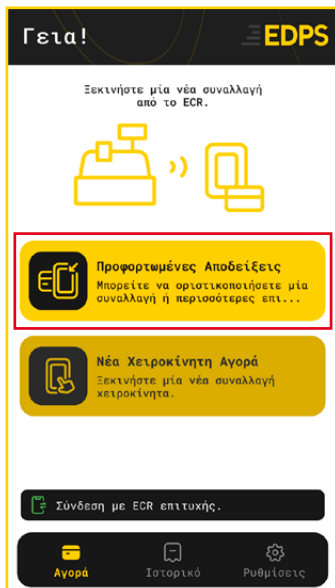 Γεια!
EDPS
Ξεκινήστε μία νέα συναλλαγή
από το ECR.
Προφορτωμένες Αποδείξεις
Μπορείτε να οριστικοποιήσετε μία
συναλλαγή ή περισσότερες επι...
Νέα Χειροκίνητη Αγορά
Ξεκινήστε μία νέα συναλλαγή
χειροκίνητα.
Σύνδεση με ECR επιτυχής.
Αγορά
Ιστορικό
Ρυθμίσεις